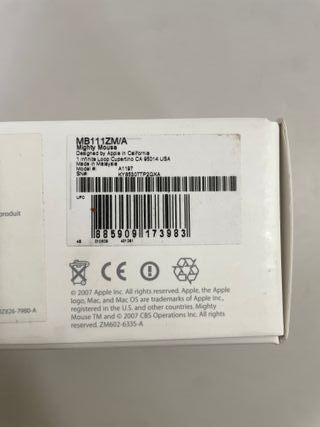 MB111ZM/A
Mighty Mouse
Designed by Apple in California
1 Infinite Loop Cupertino CA 95014 USA
Made in Malaysia
Model #: A1197
UPC
885909 173983
produit
© 2007 Apple Inc. All rights reserved. Apple, the Apple
logo, Mac, and Mac OS are trademarks of Apple Inc.,
registered in the U.S. and other countries. Mighty
Mouse TM and © 2007 CBS Operations Inc. All rights
reserved. ZM602-6335-A